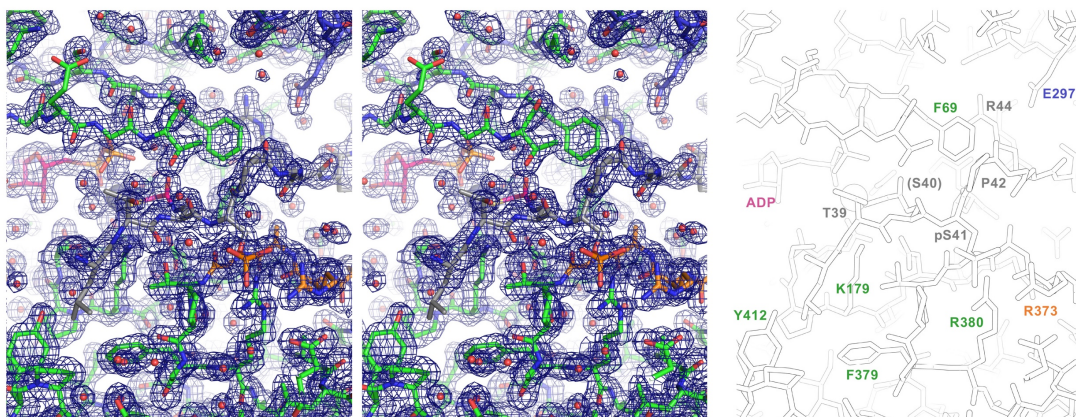 E297
F69
R44
(S40)
P42
ADP
T39
pS41
K179
Y412
R380
R373
F379